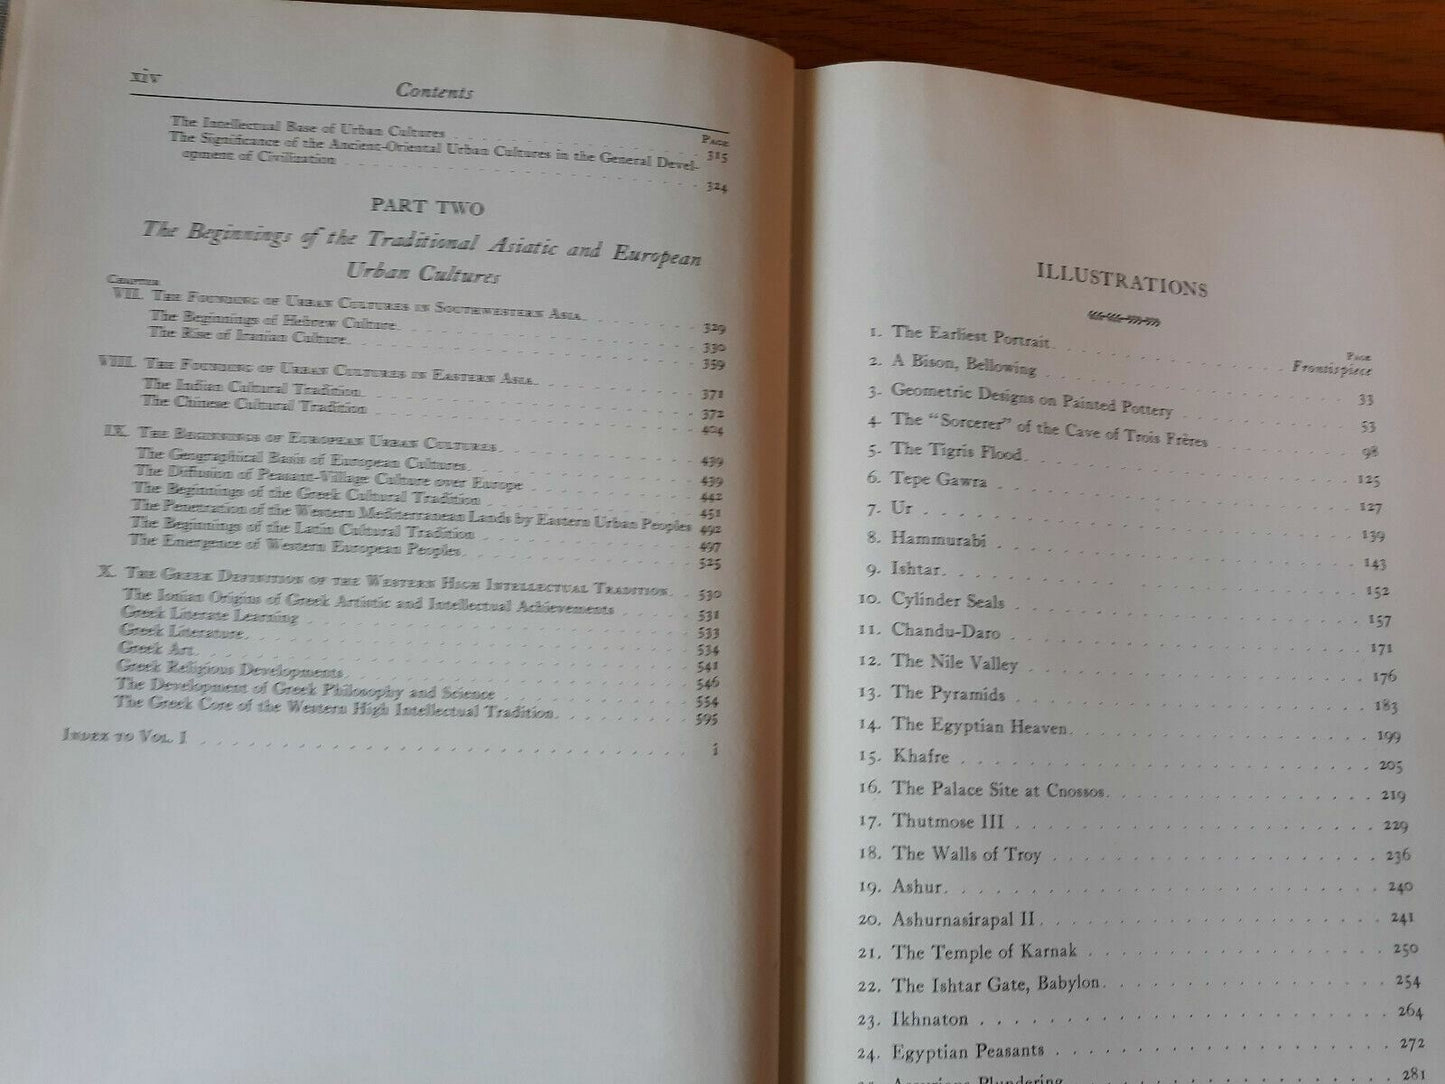 xiv
Contents
Page
The Intellectual Base of Urban Cultures 315
The Significance of the Ancient-Oriental Urban Cultures in the General Devel-
opment of Civilization 324
PART TWO
The Beginnings of the Traditional Asiatic and European
Urban Cultures
Chapter
VII. The Founding of Urban Cultures in Southwestern Asia 329
The Beginnings of Hebrew Culture 330
The Rise of Iranian Culture 359
VIII. The Founding of Urban Cultures in Eastern Asia 371
The Indian Cultural Tradition 372
The Chinese Cultural Tradition 404
IX. The Beginnings of European Urban Cultures 439
The Geographical Basis of European Cultures 439
The Diffusion of Peasant-Village Culture over Europe 442
The Beginnings of the Greek Cultural Tradition 451
The Penetration of the Western Mediterranean Lands by Eastern Urban Peoples 492
The Beginnings of the Latin Cultural Tradition 497
The Emergence of Western European Peoples 525
X. The Greek Definition of the Western High Intellectual Tradition 530
The Ionian Origins of Greek Artistic and Intellectual Achievements 531
Greek Literate Learning 533
Greek Literature 534
Greek Art 541
Greek Religious Developments 546
The Development of Greek Philosophy and Science 554
The Greek Core of the Western High Intellectual Tradition 595
Index to Vol. I i
ILLUSTRATIONS
Page
1. The Earliest Portrait Frontispiece
2. A Bison, Bellowing 33
3. Geometric Designs on Painted Pottery 53
4. The "Sorcerer" of the Cave of Trois Frères 98
5. The Tigris Flood 125
6. Tepe Gawra 127
7. Ur 139
8. Hammurabi 143
9. Ishtar 152
10. Cylinder Seals 157
11. Chandu-Daro 171
12. The Nile Valley 176
13. The Pyramids 183
14. The Egyptian Heaven 199
15. Khafre 205
16. The Palace Site at Cnossos 219
17. Thutmose III 229
18. The Walls of Troy 236
19. Ashur 240
20. Ashurnasirapal II 241
21. The Temple of Karnak 250
22. The Ishtar Gate, Babylon 254
23. Ikhnaton 264
24. Egyptian Peasants 272
Assyrian Plundering 281